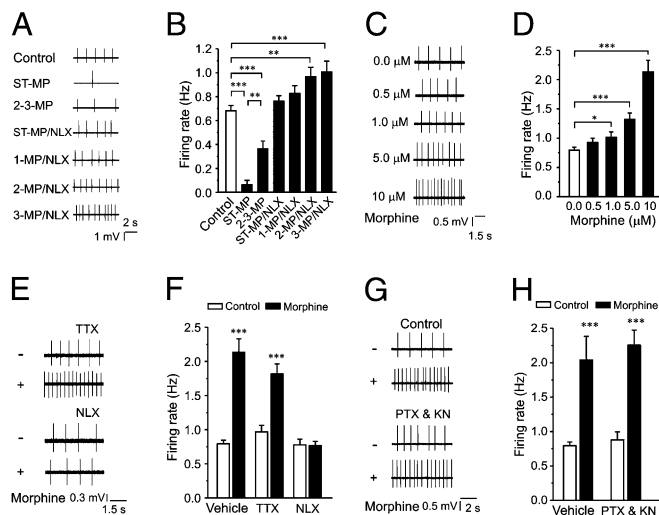 A
Control
ST-MP
2-3-MP
ST-MP/NLX
1-MP/NLX
2-MP/NLX
3-MP/NLX
2 s
1 mV
B
Firing rate (Hz)
1.2
1.0
0.8
0.6
0.4
0.2
0.0
***
**
***
***
**
Control
ST-MP
2-3-MP
ST-MP/NLX
1-MP/NLX
2-MP/NLX
3-MP/NLX
C
0.0 µM
0.5 µM
1.0 µM
5.0 µM
10 µM
Morphine
0.5 mV
1.5 s
D
Firing rate (Hz)
2.5
2.0
1.5
1.0
0.5
0.0
***
***
*
0.0 0.5 1.0 5.0 10
Morphine (µM)
E
TTX
-
+
NLX
-
+
Morphine 0.3 mV
1.5 s
F
Control Morphine
Firing rate (Hz)
2.5
2.0
1.5
1.0
0.5
0.0
***
***
Vehicle TTX NLX
G
Control
-
+
PTX & KN
-
+
Morphine 0.5 mV
2 s
H
Control Morphine
Firing rate (Hz)
2.5
2.0
1.5
1.0
0.5
0.0
***
***
Vehicle PTX & KN